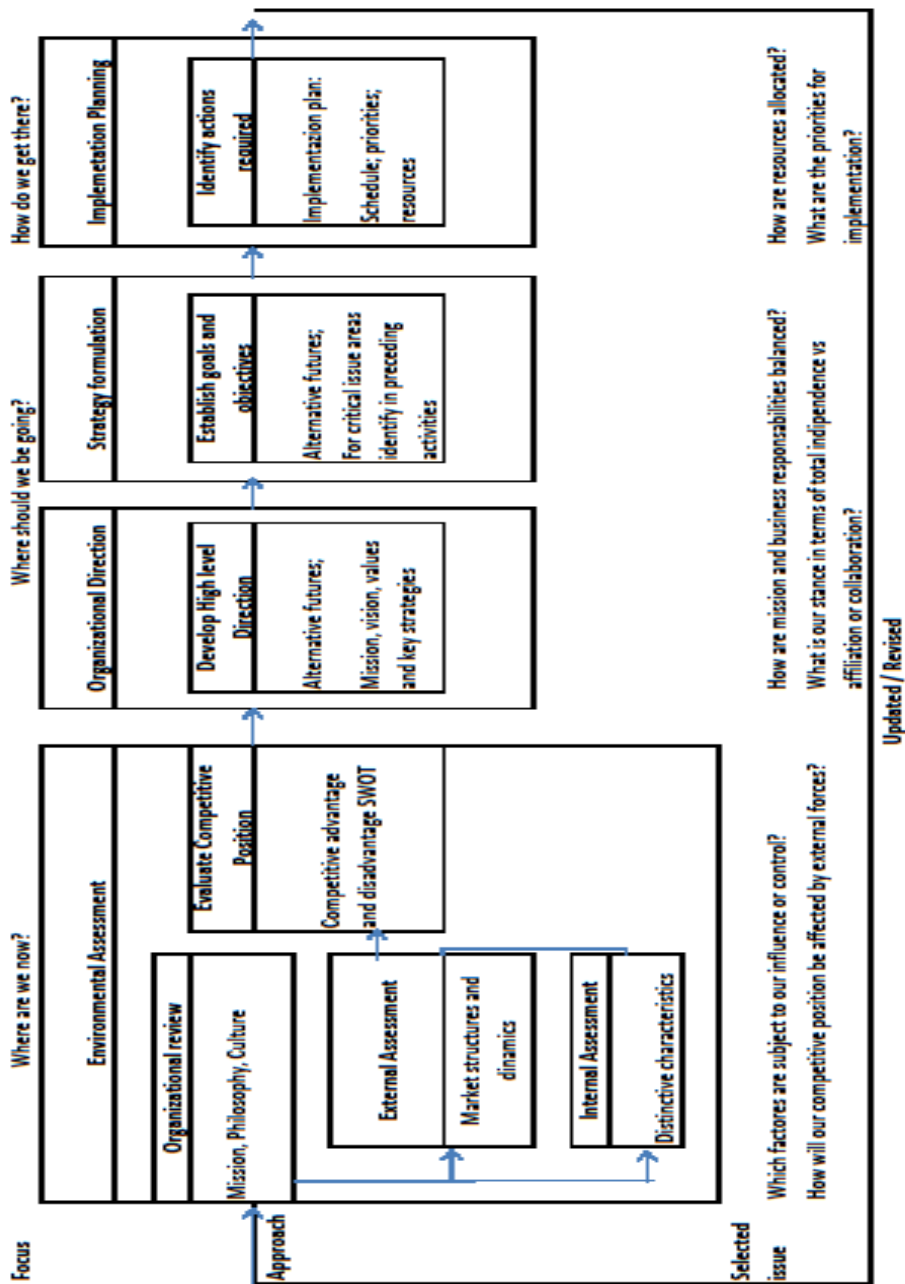 Focus
Where are we now?
Where should we be going?
How do we get there?
Environmental Assessment
Organizational Direction
Strategy formulation
Implemetation Planning
Organizational review
Mission, Philosophy, Culture
Evaluate Competitive
Position
Competitive advantage
and disadvantage SWOT
Develop High level
Direction
Alternative futures;
Mission, vision, values
and key strategies
Establish goals and
objectives
Alternative futures;
For critical issue areas
identify in preceding
activities
Identify actions
required
Implementazion plan:
Schedule; priorities;
resources
Approach
External Assessment
Market structures and
dinamics
Internal Assessment
Distinctive characteristics
Selected
issue
Which factores are subject to our influence or control?
How will our competitive position be affected by external forces?
How are mission and business responsabilities balanced?
What is our stance in terms of total indipendence vs
affiliation or collaboration?
How are resources allocated?
What are the priorities for
implementation?
Updated / Revised